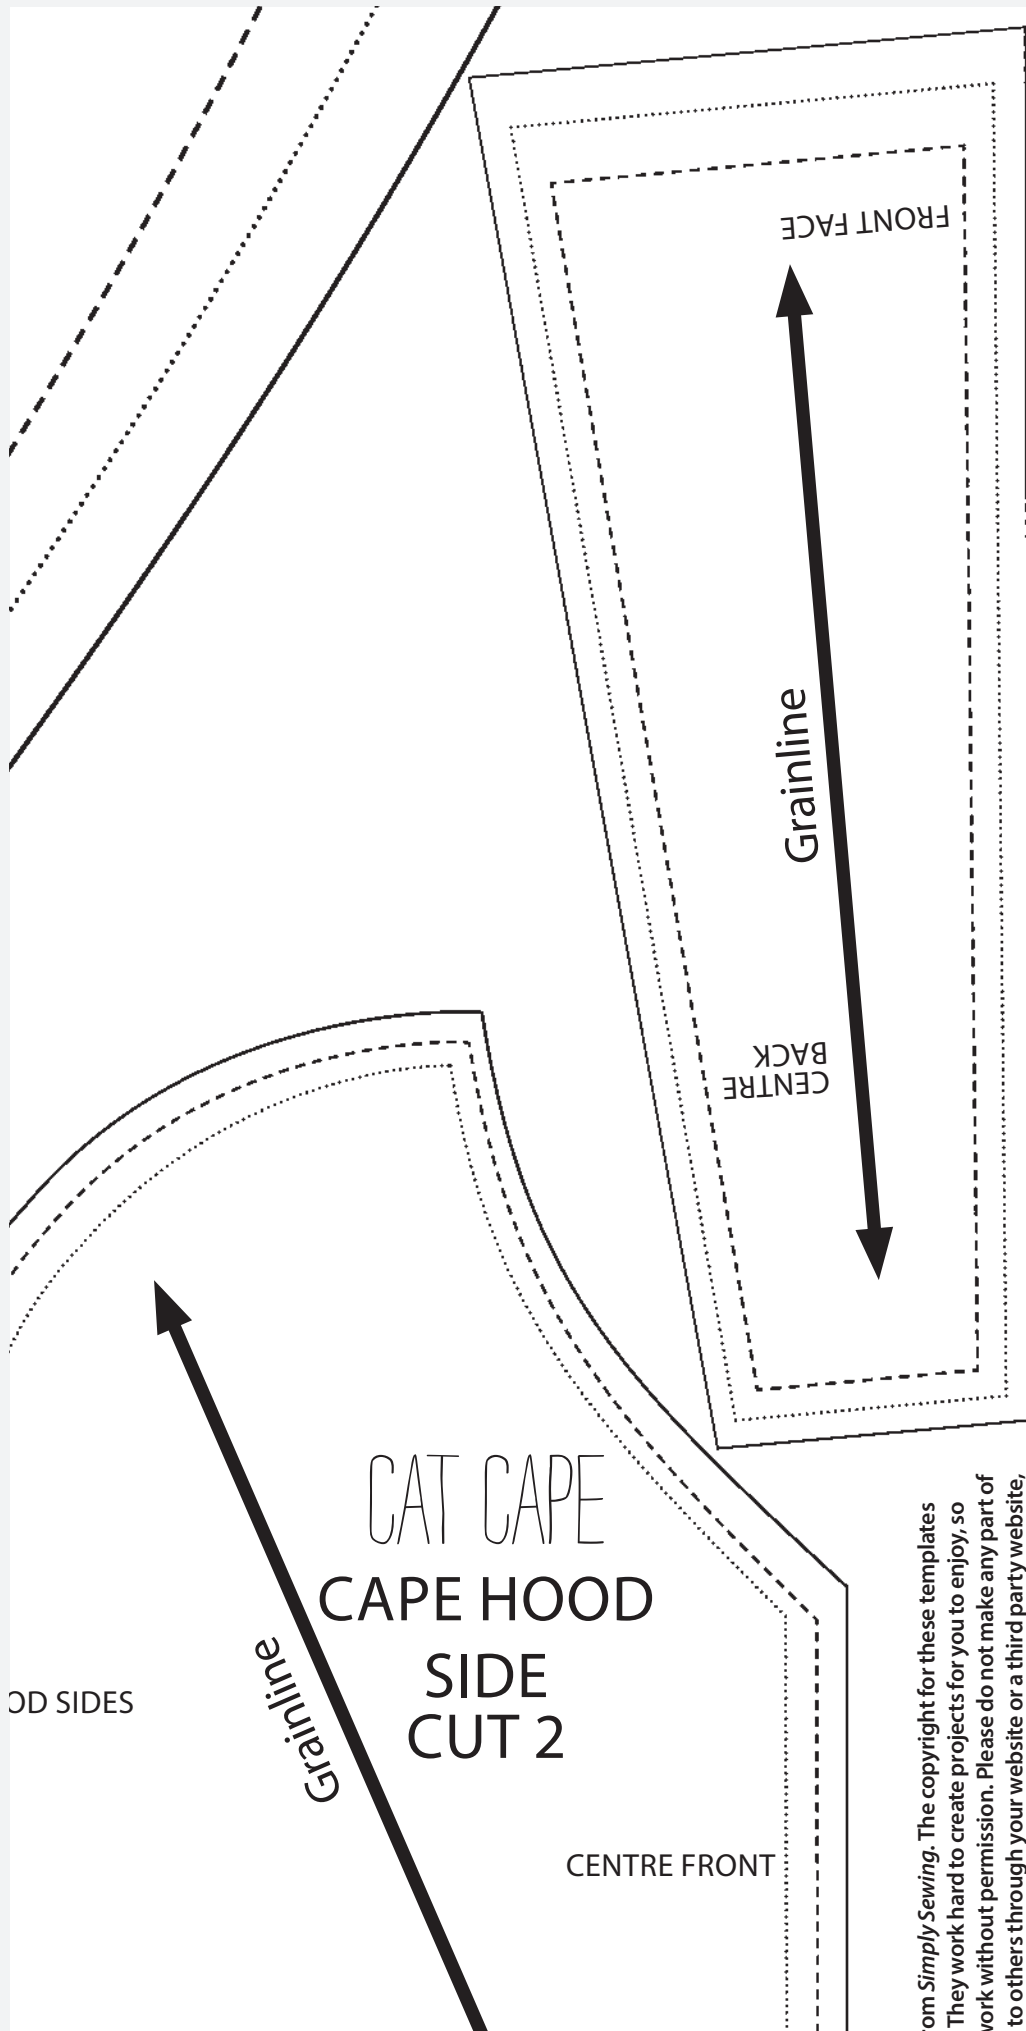 FRONT FACE
Grainline
CENTRE
BACK
CAT CAPE
CAPE HOOD
SIDE
CUT 2
Grainline
OD SIDES
CENTRE FRONT
om Simply Sewing. The copyright for these templates
They work hard to create projects for you to enjoy, so
work without permission. Please do not make any part of
to others through your website or a third party website,